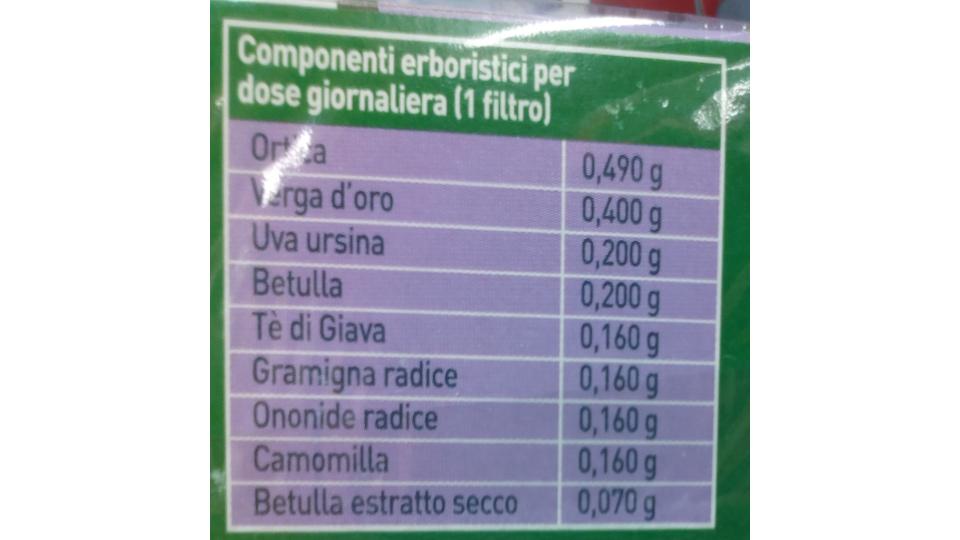 Componenti erboristici per
dose giornaliera (1 filtro)
Ortica 0,490 g
Verga d'oro 0,400 g
Uva ursina 0,200 g
Betulla 0,200 g
Tè di Giava 0,160 g
Gramigna radice 0,160 g
Ononide radice 0,160 g
Camomilla 0,160 g
Betulla estratto secco 0,070 g